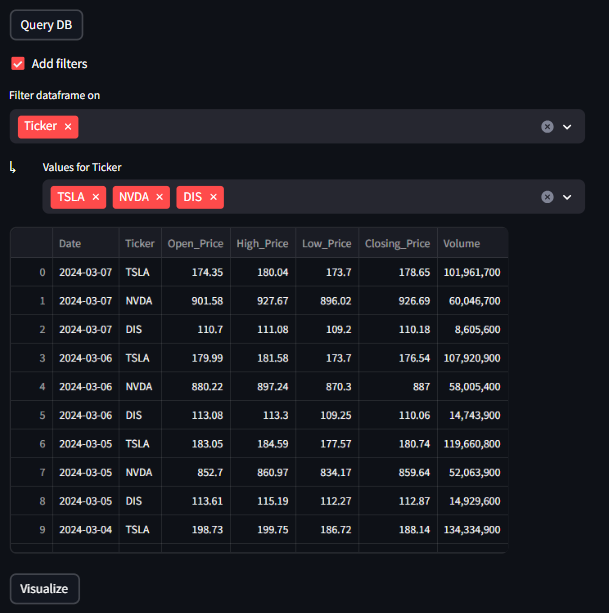 Query DB
Add filters
Filter dataframe on
Ticker ×
Values for Ticker
TSLA × NVDA × DIS ×
Date Ticker Open_Price High_Price Low_Price Closing_Price Volume
0 2024-03-07 TSLA 174.35 180.04 173.7 178.65 101,961,700
1 2024-03-07 NVDA 901.58 927.67 896.02 926.69 60,046,700
2 2024-03-07 DIS 110.7 111.08 109.2 110.18 8,605,600
3 2024-03-06 TSLA 179.99 181.58 173.7 176.54 107,920,900
4 2024-03-06 NVDA 880.22 897.24 870.3 887 58,005,400
5 2024-03-06 DIS 113.08 113.3 109.25 110.06 14,743,900
6 2024-03-05 TSLA 183.05 184.59 177.57 180.74 119,660,800
7 2024-03-05 NVDA 852.7 860.97 834.17 859.64 52,063,900
8 2024-03-05 DIS 113.61 115.19 112.27 112.87 14,929,600
9 2024-03-04 TSLA 198.73 199.75 186.72 188.14 134,334,900
Visualize